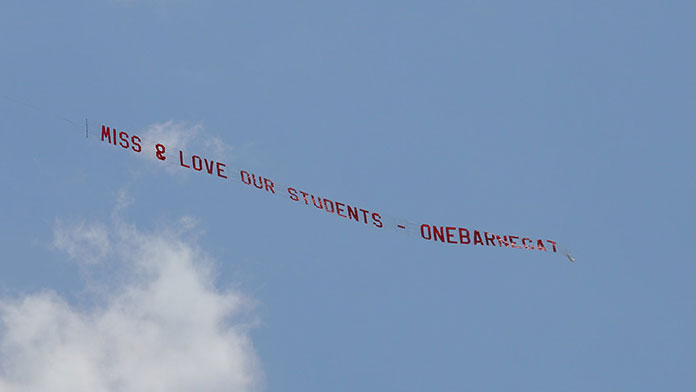 MISS & LOVE OUR STUDENTS - ONEBARNEGAT